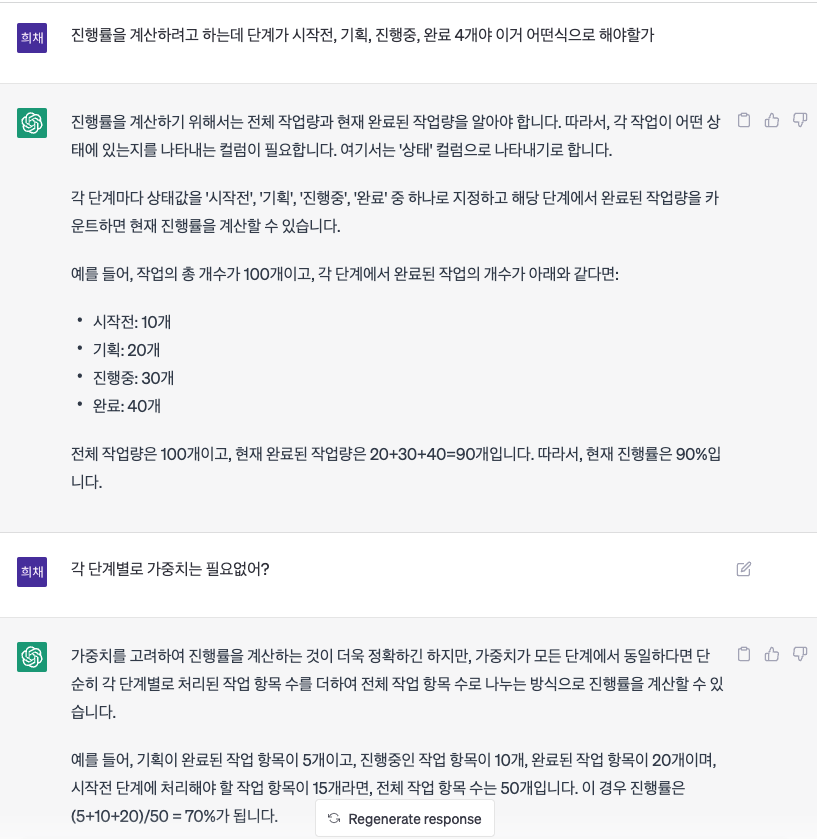 희채
진행률을 계산하려고 하는데 단계가 시작전, 기획, 진행중, 완료 4개야 이거 어떤식으로 해야할가
진행률을 계산하기 위해서는 전체 작업량과 현재 완료된 작업량을 알아야 합니다. 따라서, 각 작업이 어떤 상
태에 있는지를 나타내는 컬럼이 필요합니다. 여기서는 '상태' 컬럼으로 나타내기로 합니다.
각 단계마다 상태값을 '시작전', '기획', '진행중', '완료' 중 하나로 지정하고 해당 단계에서 완료된 작업량을 카
운트하면 현재 진행률을 계산할 수 있습니다.
예를 들어, 작업의 총 개수가 100개이고, 각 단계에서 완료된 작업의 개수가 아래와 같다면:
• 시작전: 10개
• 기획: 20개
• 진행중: 30개
• 완료: 40개
전체 작업량은 100개이고, 현재 완료된 작업량은 20+30+40=90개입니다. 따라서, 현재 진행률은 90%입
니다.
희채
각 단계별로 가중치는 필요없어?
가중치를 고려하여 진행률을 계산하는 것이 더욱 정확하긴 하지만, 가중치가 모든 단계에서 동일하다면 단
순히 각 단계별로 처리된 작업 항목 수를 더하여 전체 작업 항목 수로 나누는 방식으로 진행률을 계산할 수 있
습니다.
예를 들어, 기획이 완료된 작업 항목이 5개이고, 진행중인 작업 항목이 10개, 완료된 작업 항목이 20개이며,
시작전 단계에 처리해야 할 작업 항목이 15개라면, 전체 작업 항목 수는 50개입니다. 이 경우 진행률은
(5+10+20)/50 = 70%가 됩니다.
Regenerate response